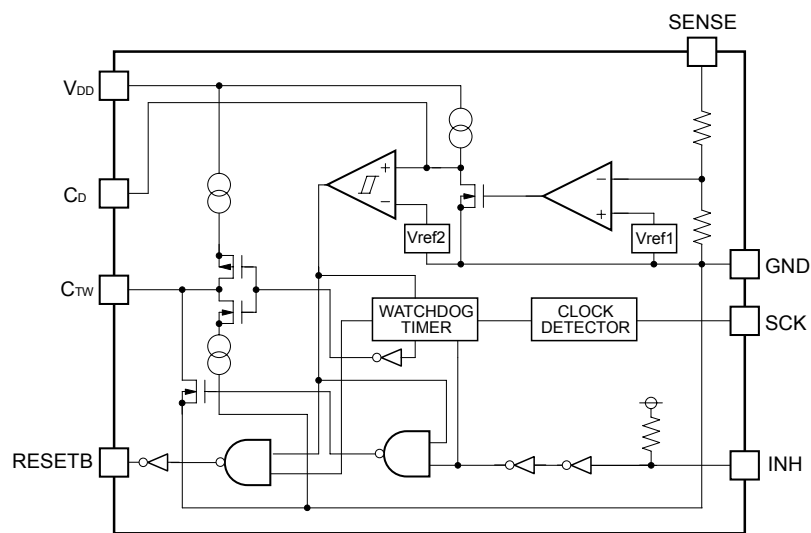 SENSE
VDD
CD
+
−
−
+
Vref2
Vref1
GND
CTW
WATCHDOG
TIMER
CLOCK
DETECTOR
SCK
RESETB
INH